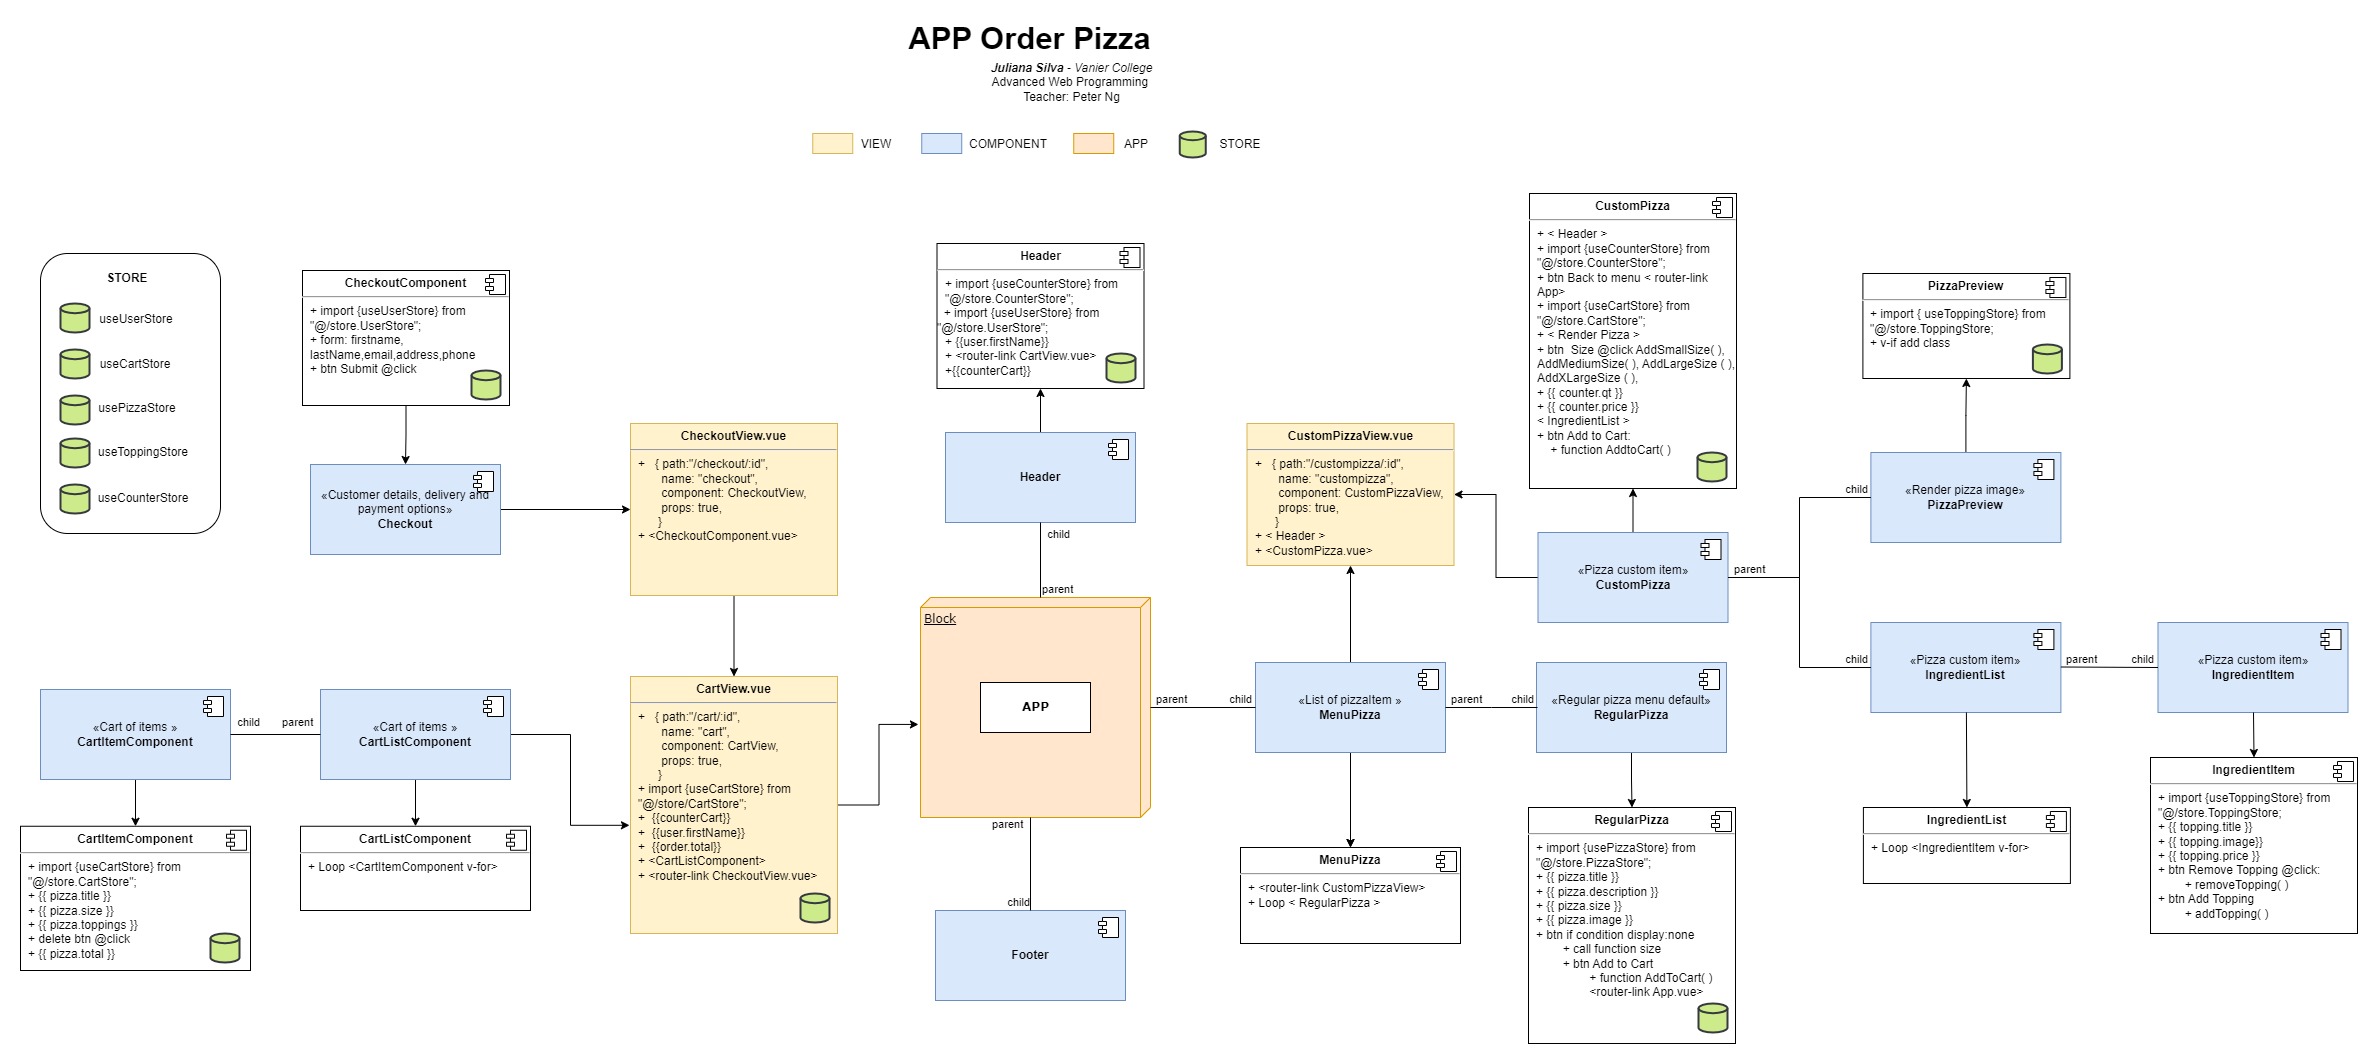 APP Order Pizza
Juliana Silva - Vanier College
Advanced Web Programming
Teacher: Peter Ng
VIEW
COMPONENT
APP
STORE
STORE
useUserStore
useCartStore
usePizzaStore
useToppingStore
useCounterStore
CheckoutComponent
+ import {useUserStore} from
"@/store.UserStore";
+ form: firstname,
lastName,email,address,phone
+ btn Submit @click
«Customer details, delivery and
payment options»
Checkout
CheckoutView.vue
+ { path:"/checkout/:id",
name: "checkout",
component: CheckoutView,
props: true,
}
+ <CheckoutComponent.vue>
Header
+ import {useCounterStore} from
"@/store.CounterStore";
+ import {useUserStore} from
"@/store.UserStore";
+ {{user.firstName}}
+ <router-link CartView.vue>
+{{counterCart}}
Header
child
parent
Block
APP
parent
child
Footer
«Cart of items »
CartItemComponent
child
parent
«Cart of items »
CartListComponent
CartItemComponent
+ import {useCartStore} from
"@/store.CartStore";
+ {{ pizza.title }}
+ {{ pizza.size }}
+ {{ pizza.toppings }}
+ delete btn @click
+ {{ pizza.total }}
CartListComponent
+ Loop <CartItemComponent v-for>
CartView.vue
+ { path:"/cart/:id",
name: "cart",
component: CartView,
props: true,
}
+ import {useCartStore} from
"@/store/CartStore";
+ {{counterCart}}
+ {{user.firstName}}
+ {{order.total}}
+ <CartListComponent>
+ <router-link CheckoutView.vue>
CustomPizzaView.vue
+ { path:"/custompizza/:id",
name: "custompizza",
component: CustomPizzaView,
props: true,
}
+ < Header >
+ <CustomPizza.vue>
parent
child
«List of pizzaItem »
MenuPizza
parent
child
«Regular pizza menu default»
RegularPizza
MenuPizza
+ <router-link CustomPizzaView>
+ Loop < RegularPizza >
RegularPizza
+ import {usePizzaStore} from
"@/store.PizzaStore";
+ {{ pizza.title }}
+ {{ pizza.description }}
+ {{ pizza.size }}
+ {{ pizza.image }}
+ btn if condition display:none
+ call function size
+ btn Add to Cart
+ function AddToCart( )
<router-link App.vue>
CustomPizza
+ < Header >
+ import {useCounterStore} from
"@/store.CounterStore";
+ btn Back to menu < router-link
App>
+ import {useCartStore} from
"@/store.CartStore";
+ < Render Pizza >
+ btn Size @click AddSmallSize( ),
AddMediumSize( ), AddLargeSize ( ),
AddXLargeSize ( ),
+ {{ counter.qt }}
+ {{ counter.price }}
< IngredientList >
+ btn Add to Cart:
+ function AddtoCart( )
«Pizza custom item»
CustomPizza
parent
child
child
PizzaPreview
+ import { useToppingStore} from
"@/store.ToppingStore;
+ v-if add class
«Render pizza image»
PizzaPreview
«Pizza custom item»
IngredientList
parent
child
«Pizza custom item»
IngredientItem
IngredientList
+ Loop <IngredientItem v-for>
IngredientItem
+ import {useToppingStore} from
"@/store.ToppingStore;
+ {{ topping.title }}
+ {{ topping.image}}
+ {{ topping.price }}
+ btn Remove Topping @click:
+ removeTopping( )
+ btn Add Topping
+ addTopping( )